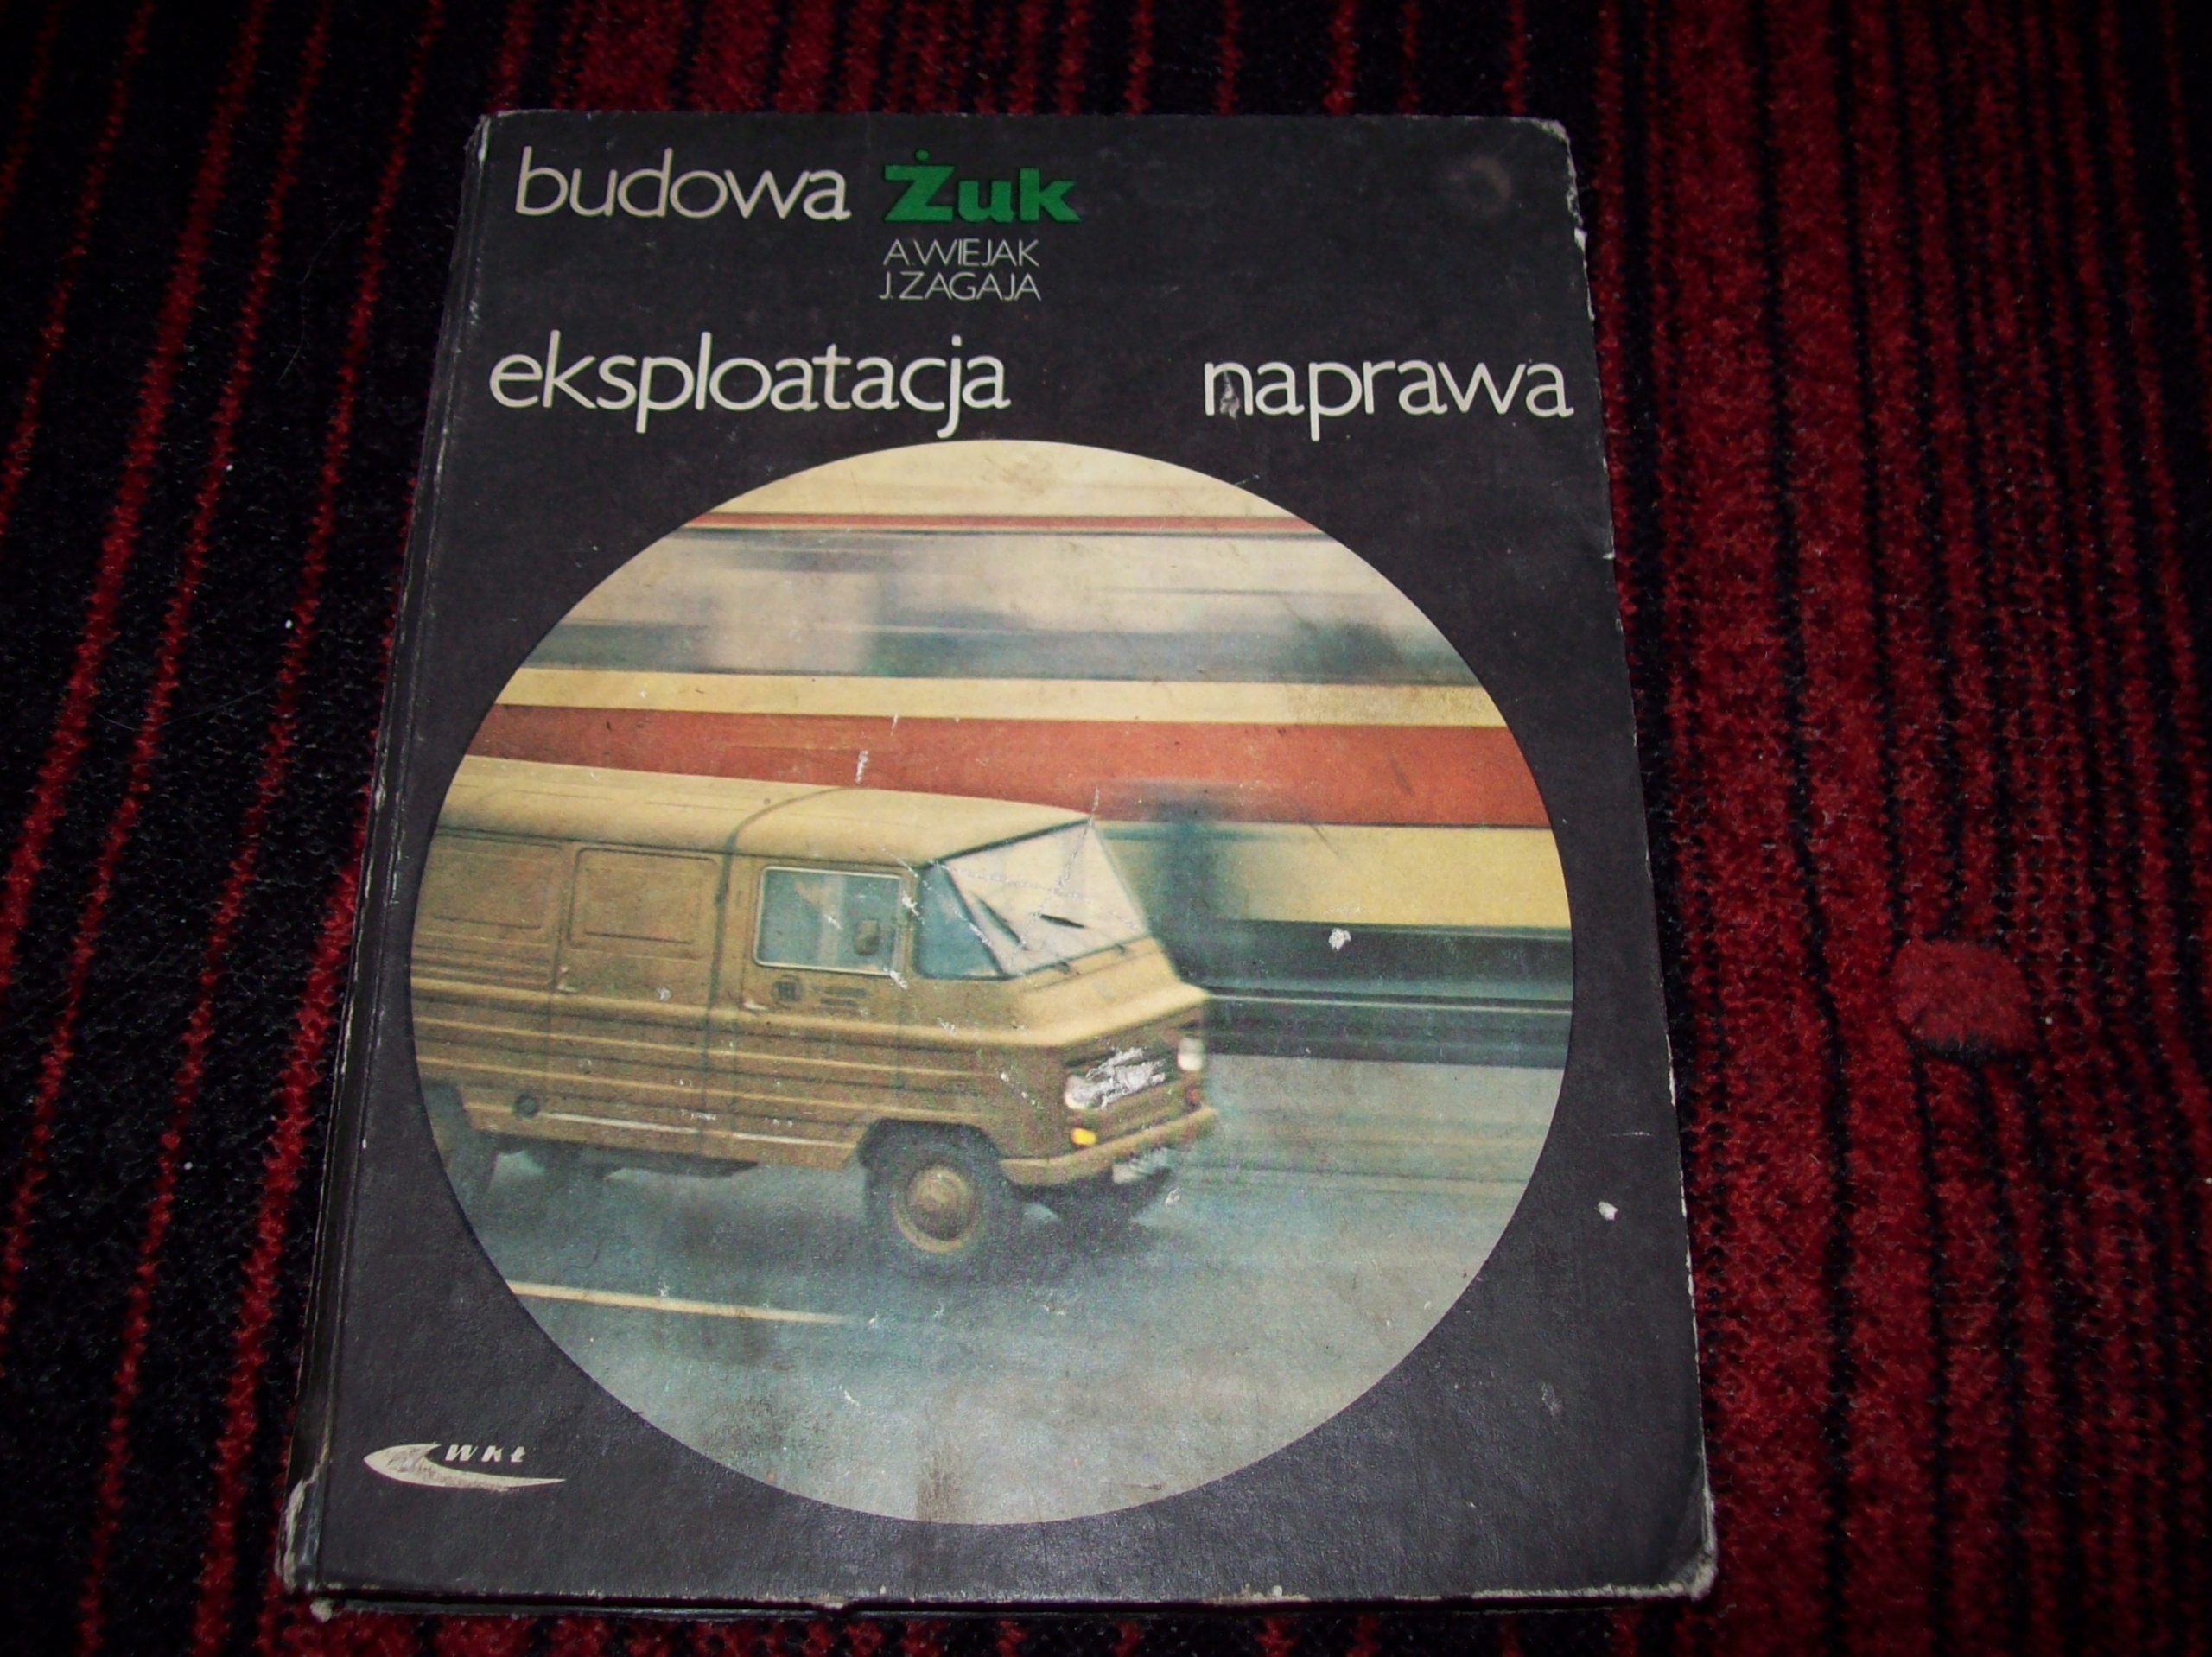 budowa Żuk
A.WIEJAK
J.ZAGAJA
eksploatacja naprawa
WKŁ